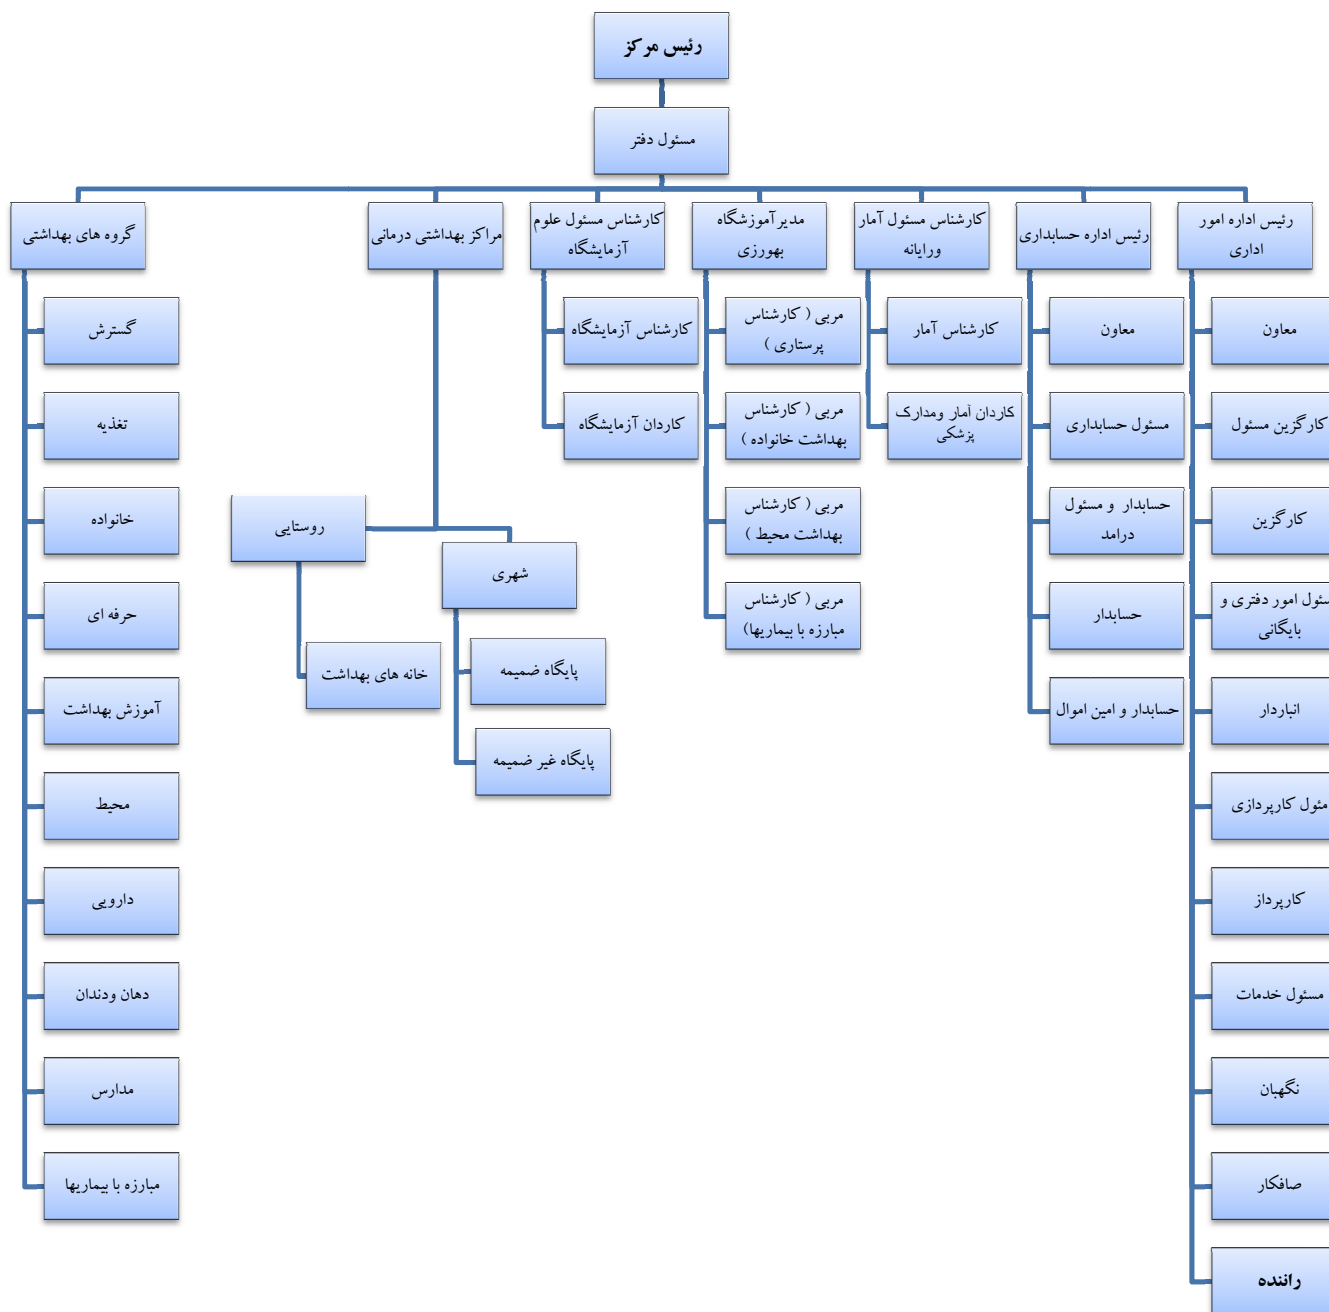 رئیس مرکز
مسئول دفتر
رئیس اداره امور
اداری
رئیس اداره حسابداری
کارشناس مسئول آمار
ورایانه
مدیرآموزشگاه
بهورزی
کارشناس مسئول علوم
آزمایشگاه
مراکز بهداشتی درمانی
گروه های بهداشتی
معاون
کارگزین مسئول
کارگزین
سئول امور دفتری و
بایگانی
انباردار
مئول کارپردازی
کارپرداز
مسئول خدمات
نگهبان
صافکار
راننده
معاون
مسئول حسابداری
حسابدار و مسئول
درامد
حسابدار
حسابدار و امین اموال
کارشناس آمار
کاردان آمار ومدارک
پزشکی
مربی ( کارشناس
پرستاری )
مربی ( کارشناس
بهداشت خانواده )
مربی ( کارشناس
بهداشت محیط )
مربی ( کارشناس
مبارزه با بیماریها)
کارشناس آزمایشگاه
کاردان آزمایشگاه
شهری
پایگاه ضمیمه
پایگاه غیر ضمیمه
روستایی
خانه های بهداشت
گسترش
تغذیه
خانواده
حرفه ای
آموزش بهداشت
محیط
دارویی
دهان ودندان
مدارس
مبارزه با بیماریها